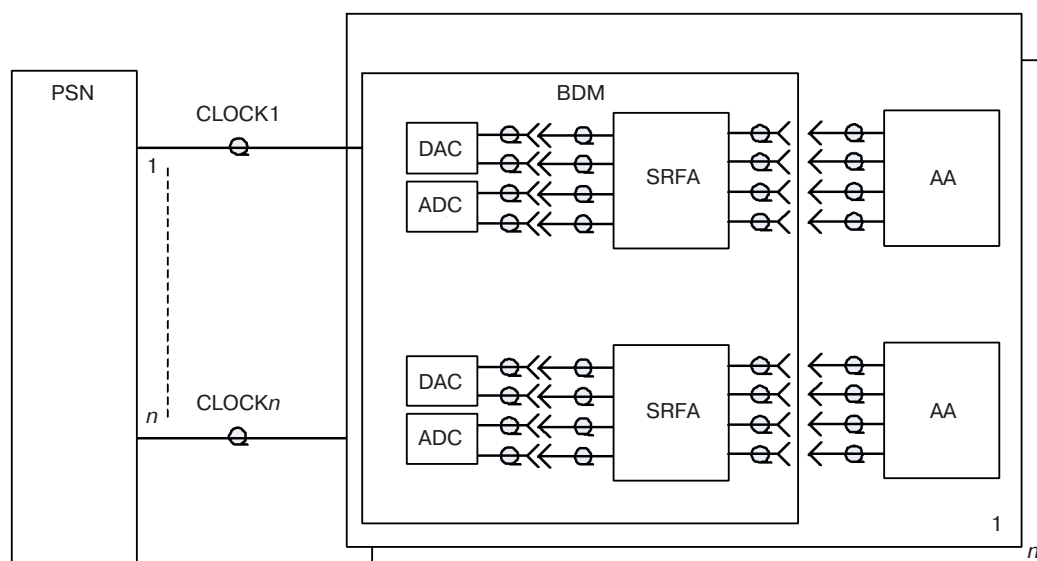 PSN
CLOCK1
1
n
CLOCKn
BDM
DAC
ADC
SRFA
AA
DAC
ADC
SRFA
AA
1
n